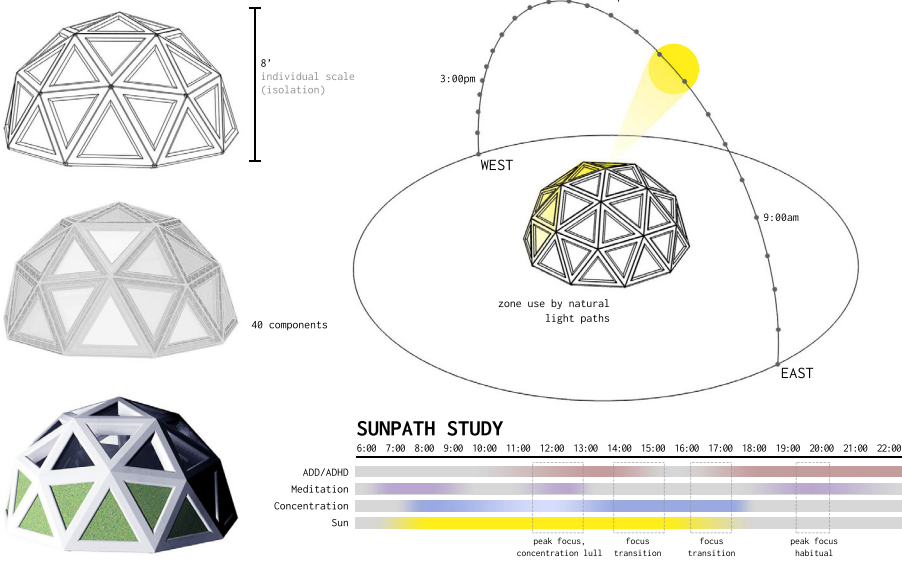 8'
individual scale
(isolation)
40 components
3:00pm
WEST
9:00am
zone use by natural
light paths
EAST
SUNPATH STUDY
6:00 7:00 8:00 9:00 10:00 11:00 12:00 13:00 14:00 15:00 16:00 17:00 18:00 19:00 20:00 21:00 22:00
ADD/ADHD
Meditation
Concentration
Sun
peak focus,
concentration lull
focus
transition
focus
transition
peak focus
habitual